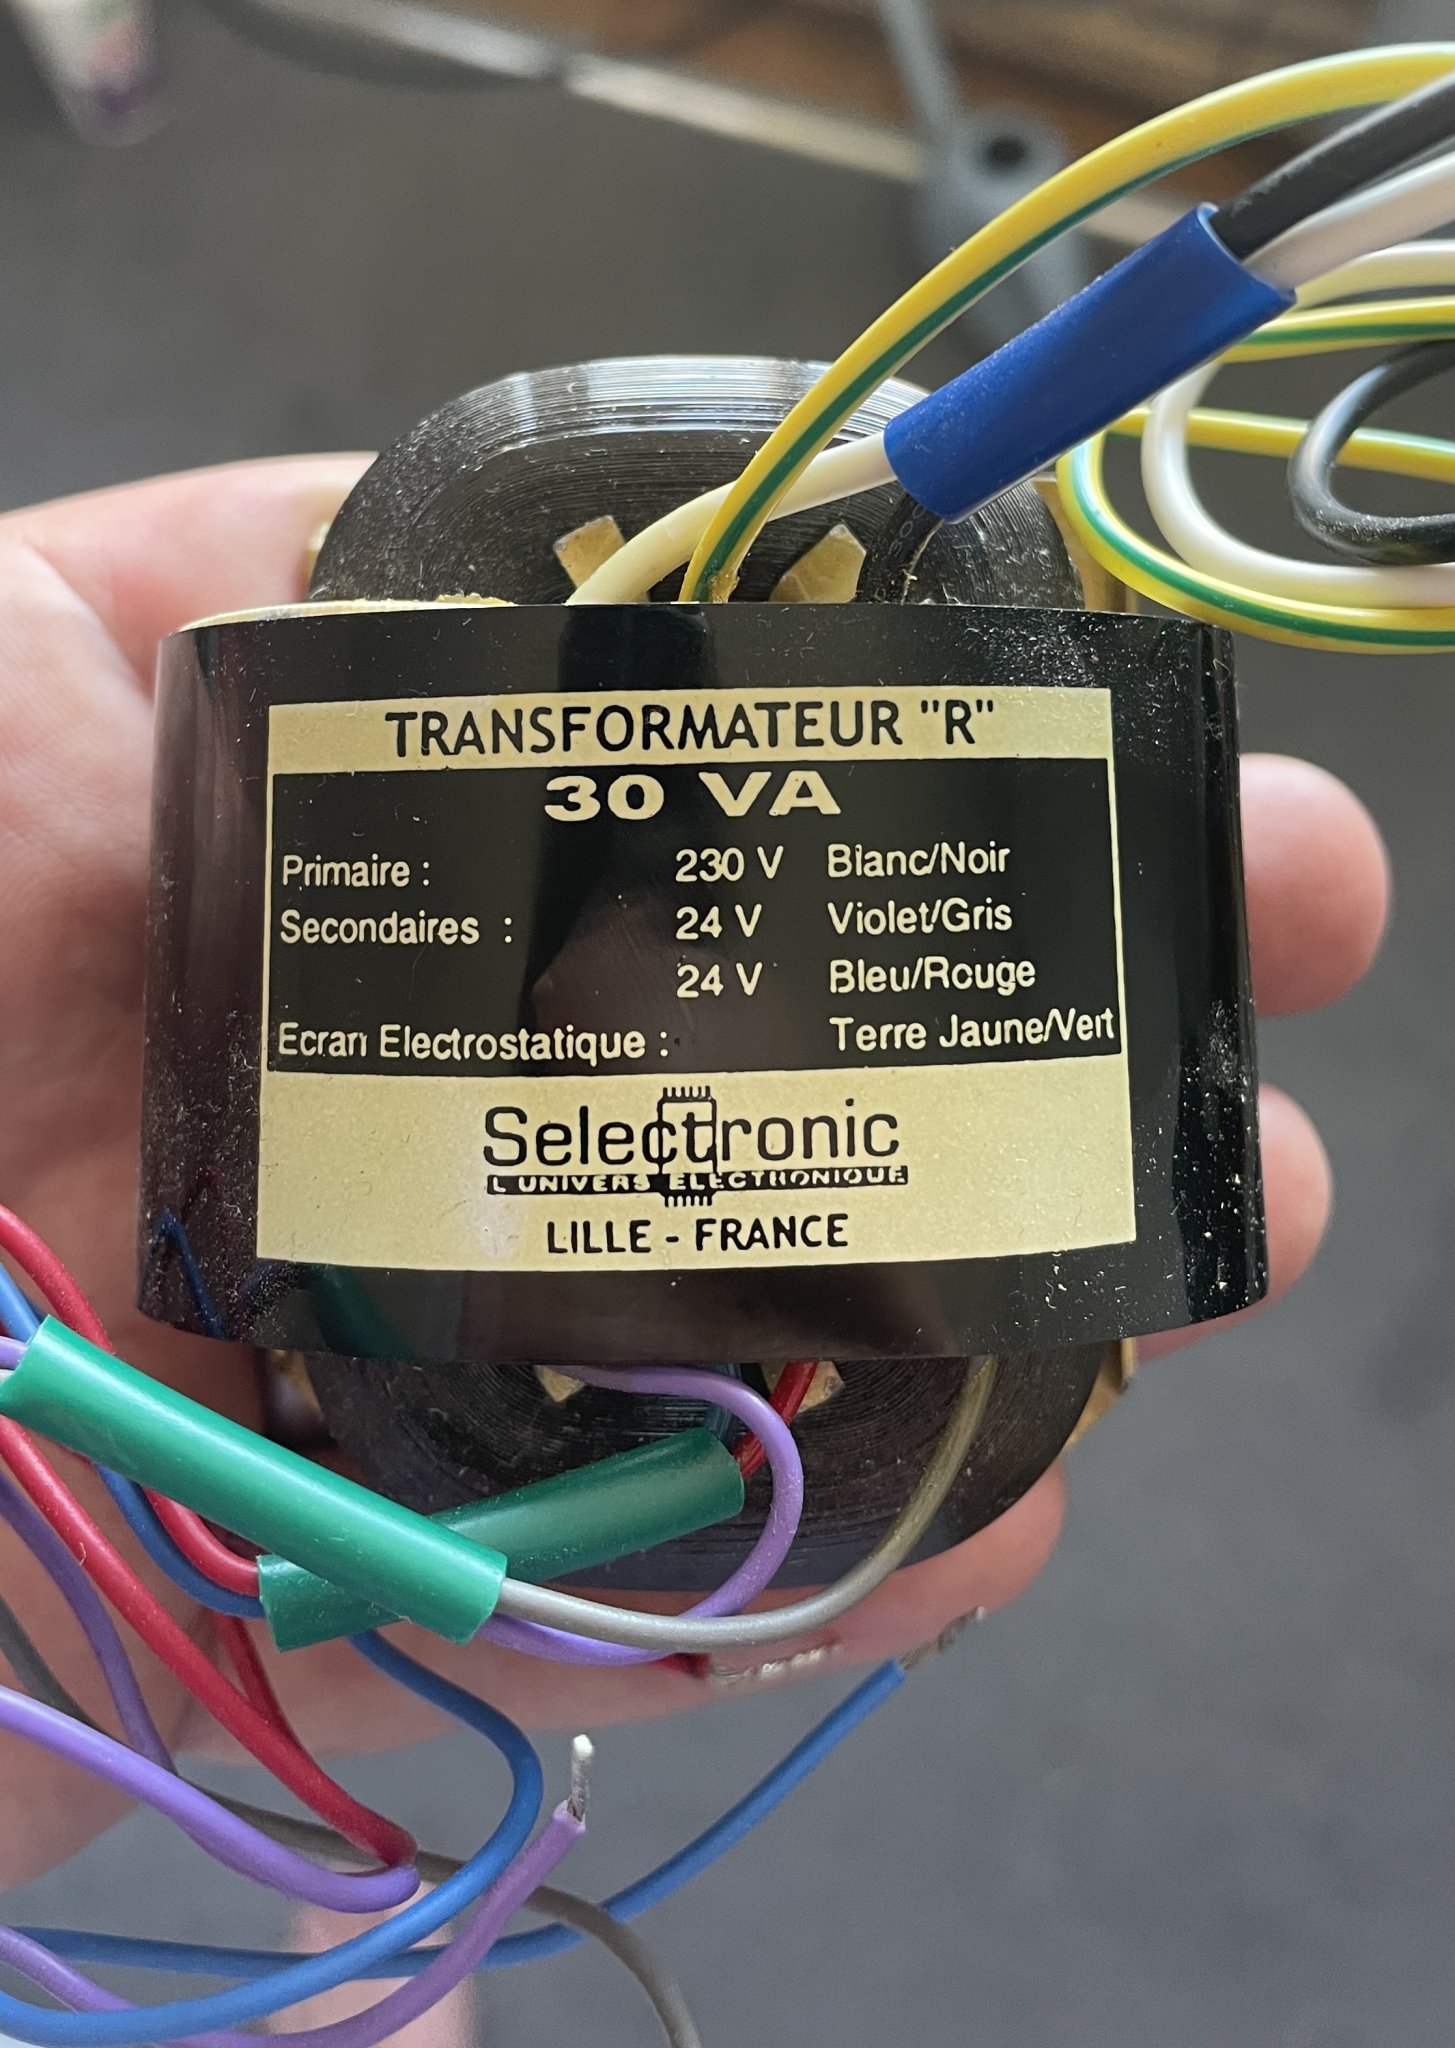 TRANSFORMATEUR "R"
30 VA
Primaire : 230 V Blanc/Noir
Secondaires : 24 V Violet/Gris
24 V Bleu/Rouge
Ecran Electrostatique : Terre Jaune/Vert
Selectronic
L'UNIVERS ELECTRONIQUE
LILLE - FRANCE